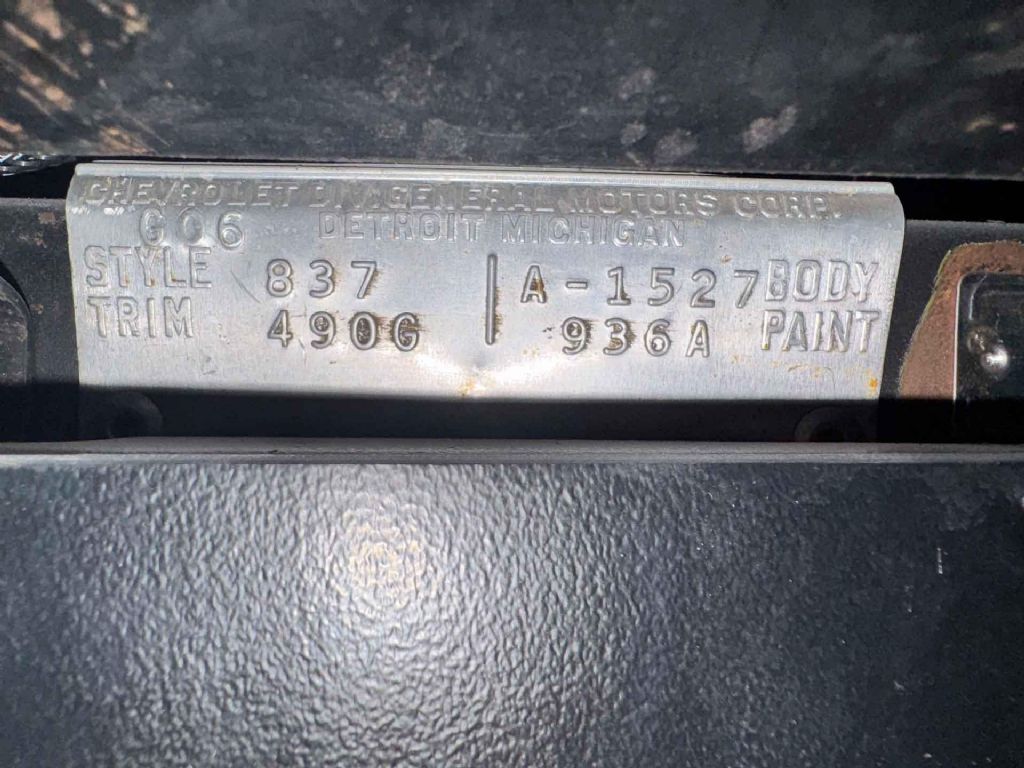 CHEVROLET DIV. GENERAL MOTORS CORP.
G06 DETROIT MICHIGAN
STYLE 837 | A-1527 BODY
TRIM 490G 936A PAINT